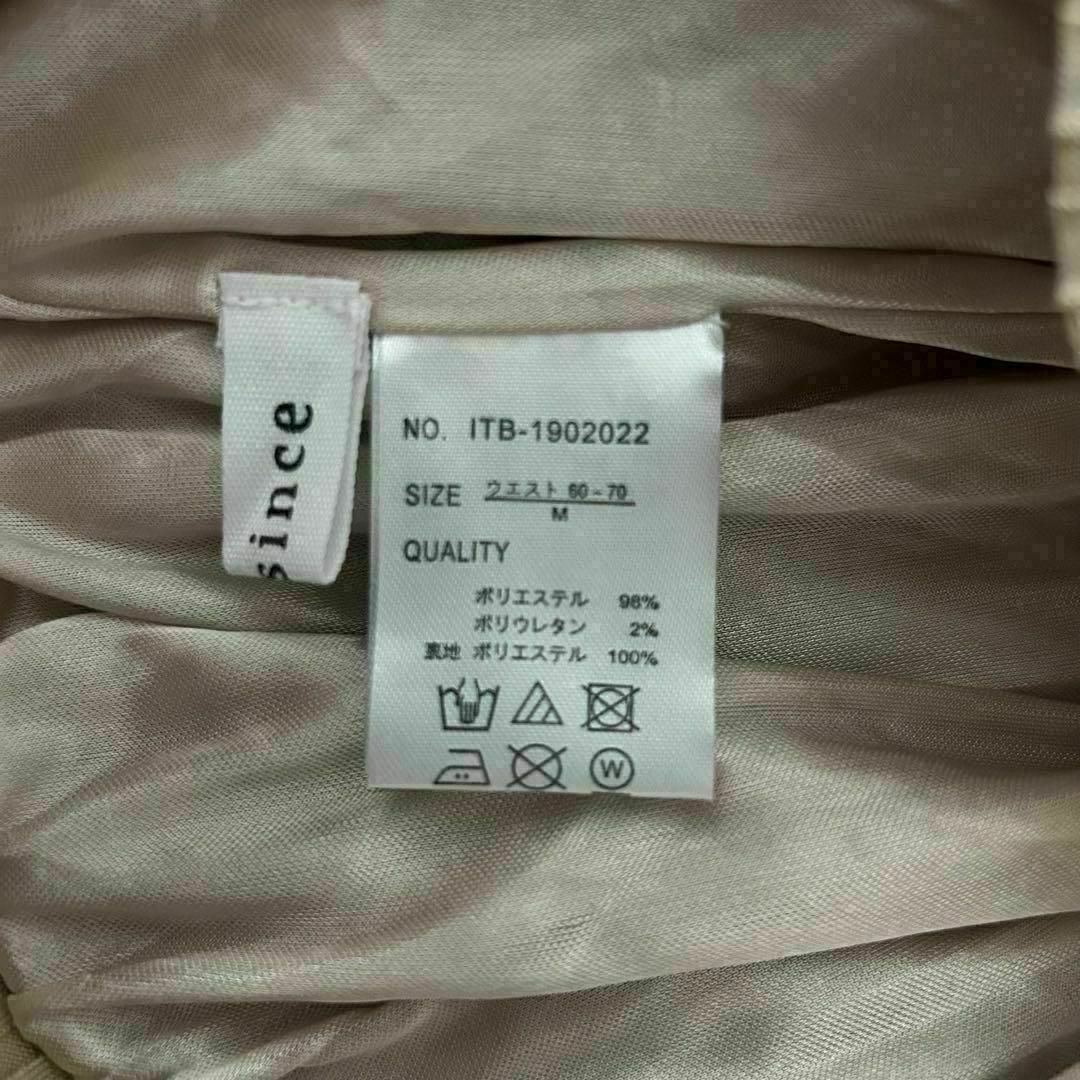 since
NO. ITB-1902022
SIZE ウエスト 60~70
M
QUALITY
ポリエステル 98%
ポリウレタン 2%
裏地 ポリエステル 100%
W